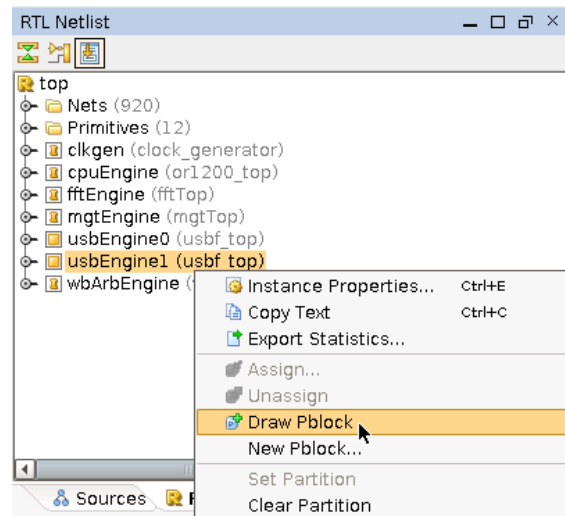 RTL Netlist
top
Nets (920)
Primitives (12)
clkgen (clock_generator)
cpuEngine (or1200_top)
fftEngine (fftTop)
mgtEngine (mgtTop)
usbEngine0 (usbf_top)
usbEngine1 (usbf_top)
wbArbEngine (
Instance Properties... Ctrl+E
Copy Text Ctrl+C
Export Statistics...
Assign...
Unassign
Draw Pblock
New Pblock...
Set Partition
Sources
Clear Partition